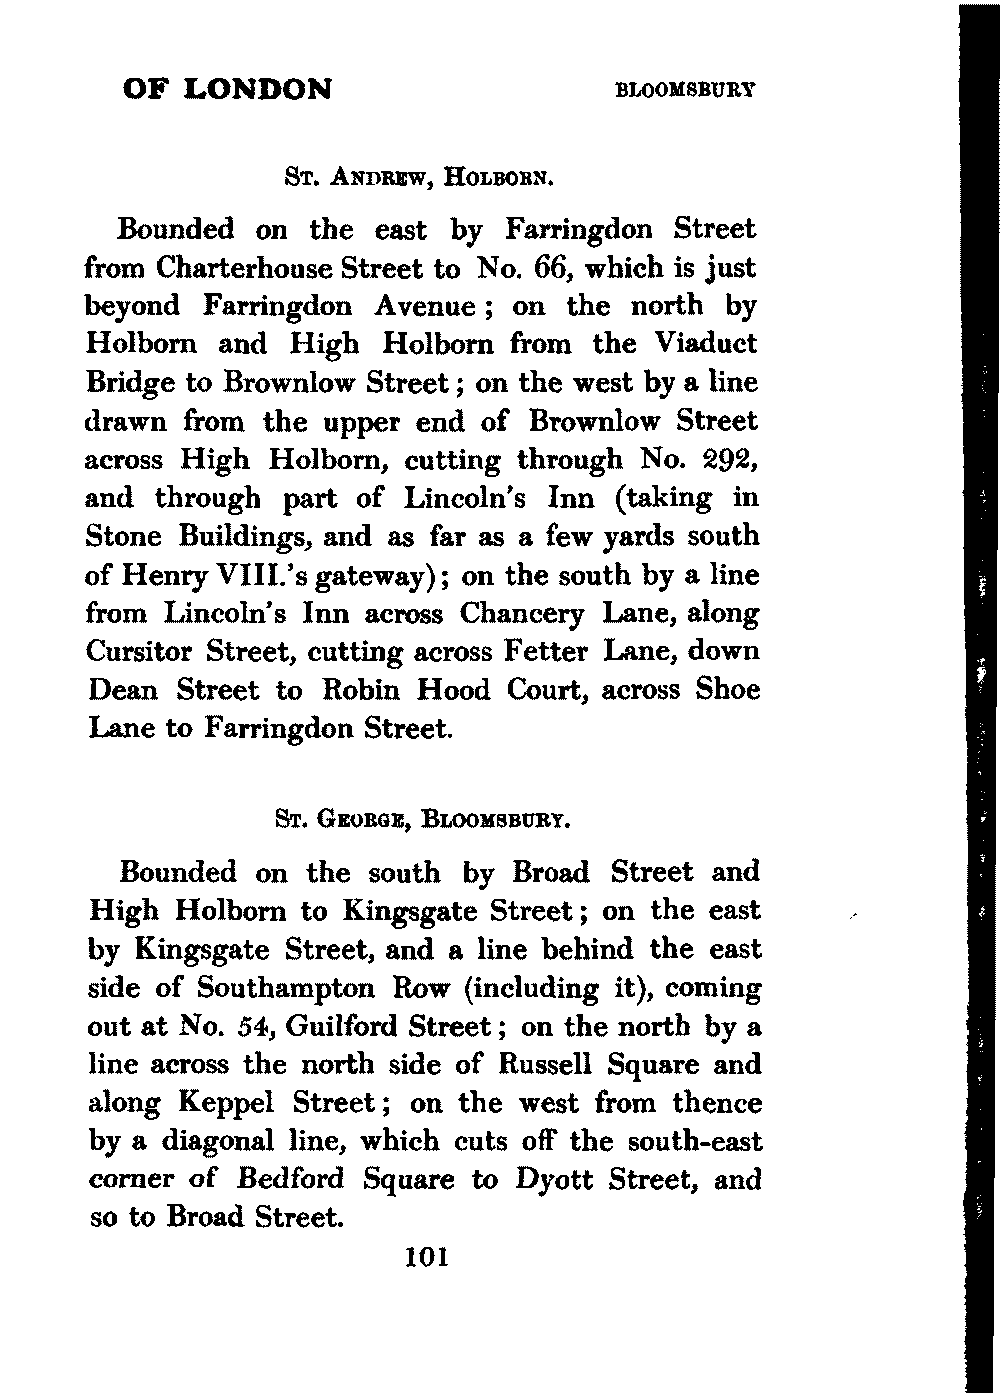 OF LONDON BLOOMSBURY
ST. ANDREW, HOLBORN.
Bounded on the east by Farringdon Street
from Charterhouse Street to No. 66, which is just
beyond Farringdon Avenue ; on the north by
Holborn and High Holborn from the Viaduct
Bridge to Brownlow Street ; on the west by a line
drawn from the upper end of Brownlow Street
across High Holborn, cutting through No. 292,
and through part of Lincoln's Inn (taking in
Stone Buildings, and as far as a few yards south
of Henry VIII.'s gateway) ; on the south by a line
from Lincoln's Inn across Chancery Lane, along
Cursitor Street, cutting across Fetter Lane, down
Dean Street to Robin Hood Court, across Shoe
Lane to Farringdon Street.
ST. GEORGE, BLOOMSBURY.
Bounded on the south by Broad Street and
High Holborn to Kingsgate Street ; on the east
by Kingsgate Street, and a line behind the east
side of Southampton Row (including it), coming
out at No. 54, Guilford Street ; on the north by a
line across the north side of Russell Square and
along Keppel Street ; on the west from thence
by a diagonal line, which cuts off the south-east
corner of Bedford Square to Dyott Street, and
so to Broad Street.
101